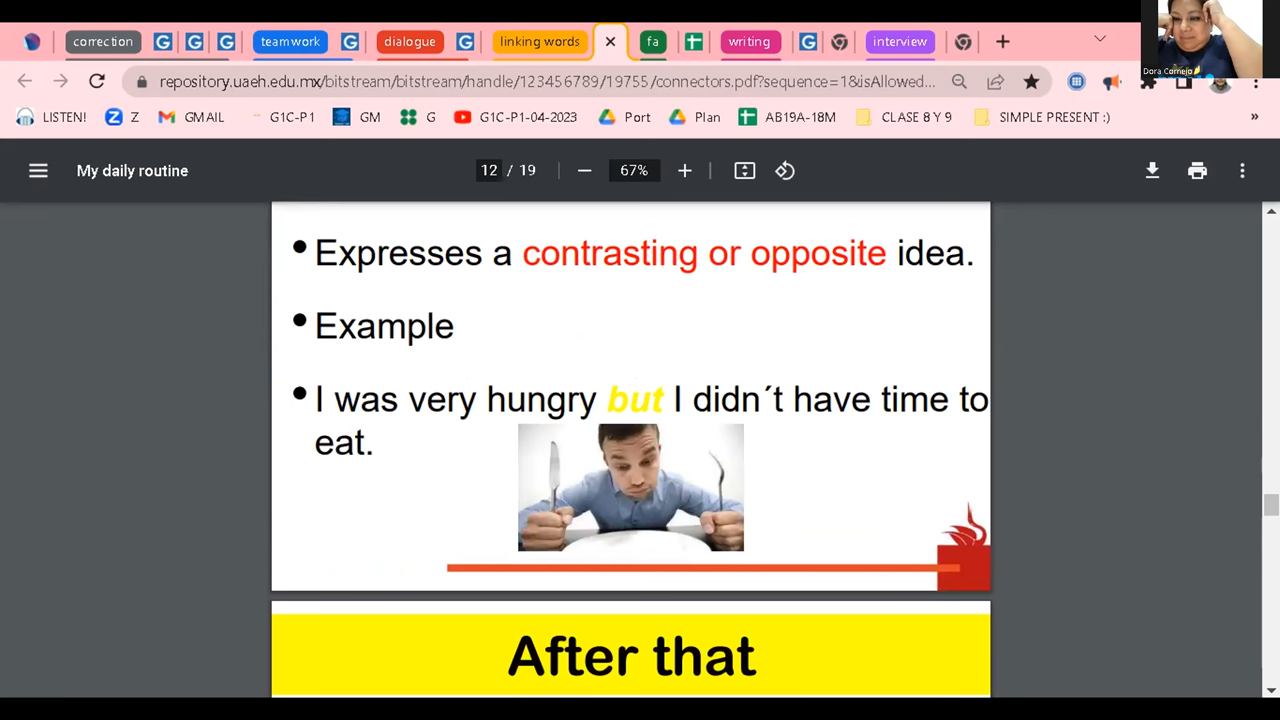 correction
teamwork
dialogue
linking words
fa
writing
interview
Dora Cornejo
repository.uaeh.edu.mx/bitstream/bitstream/handle/123456789/19755/connectors.pdf?sequence=1&isAllowed...
LISTEN!
Z
GMAIL
G1C-P1
GM
G
G1C-P1-04-2023
Port
Plan
AB19A-18M
CLASE 8 Y 9
SIMPLE PRESENT :)
»
My daily routine
12 / 19
67%
• Expresses a contrasting or opposite idea.
• Example
• I was very hungry but I didn´t have time to
eat.
After that